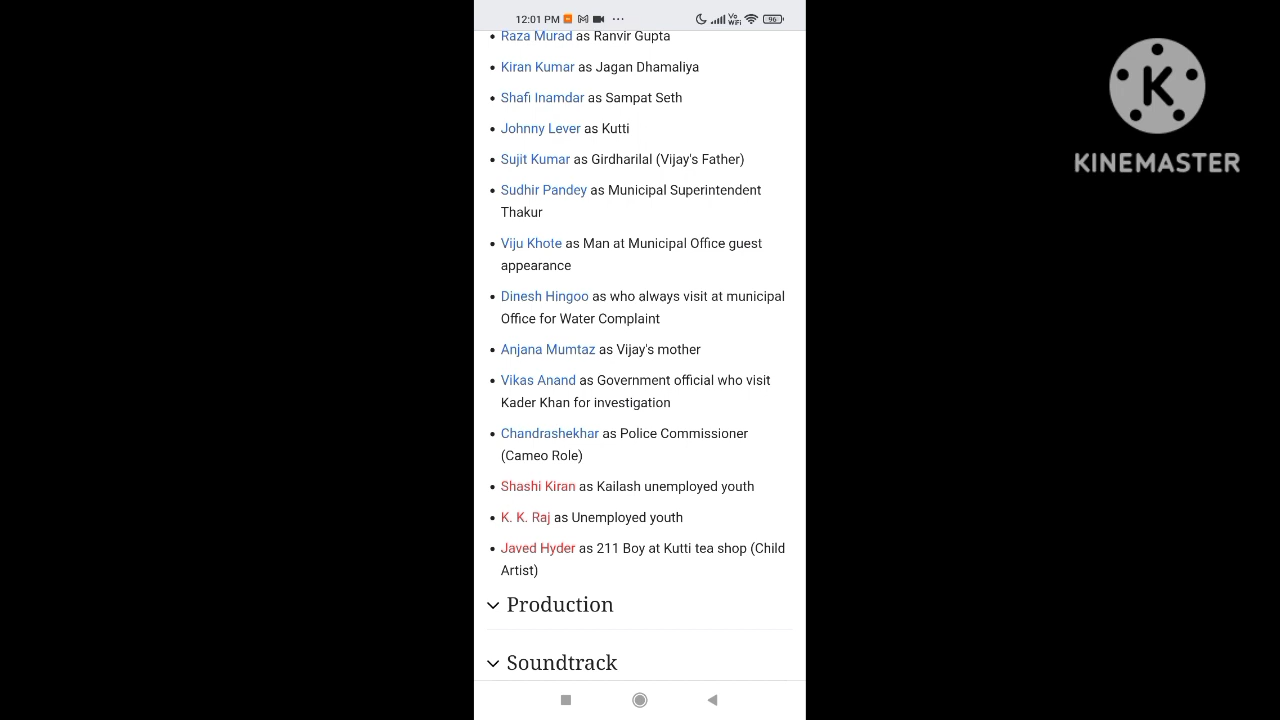 12:01 PM
Vo
WiFi
96
Raza Murad as Ranvir Gupta
Kiran Kumar as Jagan Dhamaliya
Shafi Inamdar as Sampat Seth
Johnny Lever as Kutti
Sujit Kumar as Girdharilal (Vijay's Father)
Sudhir Pandey as Municipal Superintendent
Thakur
Viju Khote as Man at Municipal Office guest
appearance
Dinesh Hingoo as who always visit at municipal
Office for Water Complaint
Anjana Mumtaz as Vijay's mother
Vikas Anand as Government official who visit
Kader Khan for investigation
Chandrashekhar as Police Commissioner
(Cameo Role)
Shashi Kiran as Kailash unemployed youth
K. K. Raj as Unemployed youth
Javed Hyder as 211 Boy at Kutti tea shop (Child
Artist)
Production
Soundtrack
K
KINEMASTER